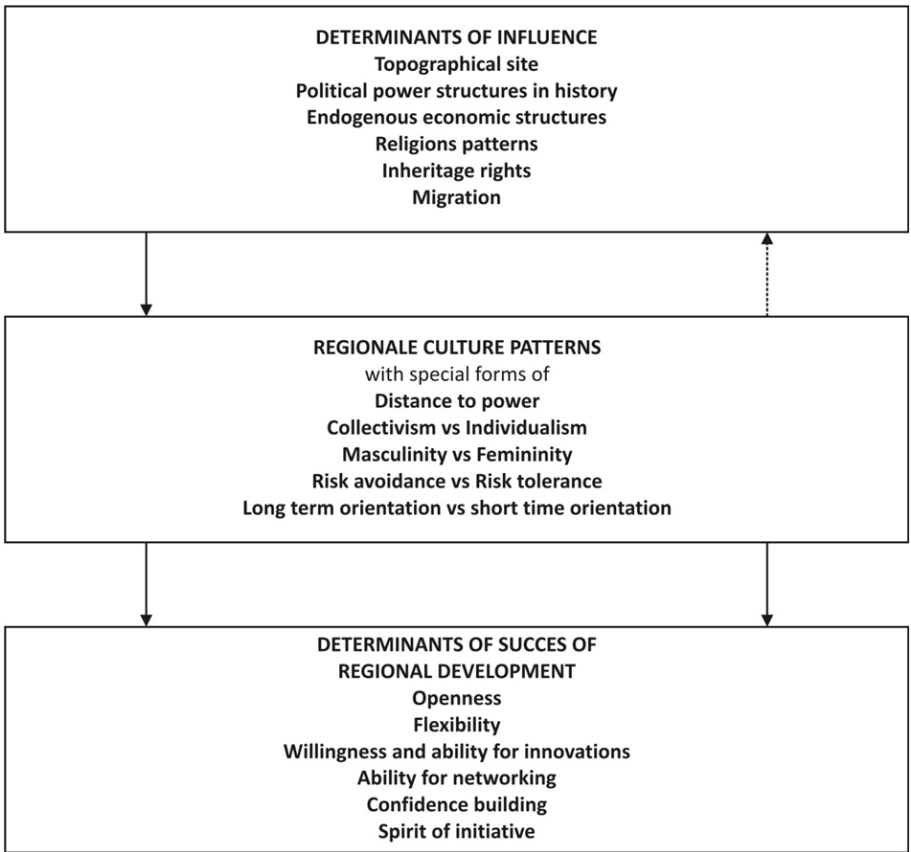 DETERMINANTS OF INFLUENCE
Topographical site
Political power structures in history
Endogenous economic structures
Religions patterns
Inheritage rights
Migration
REGIONALE CULTURE PATTERNS
with special forms of
Distance to power
Collectivism vs Individualism
Masculinity vs Femininity
Risk avoidance vs Risk tolerance
Long term orientation vs short time orientation
DETERMINANTS OF SUCCES OF
REGIONAL DEVELOPMENT
Openness
Flexibility
Willingness and ability for innovations
Ability for networking
Confidence building
Spirit of initiative